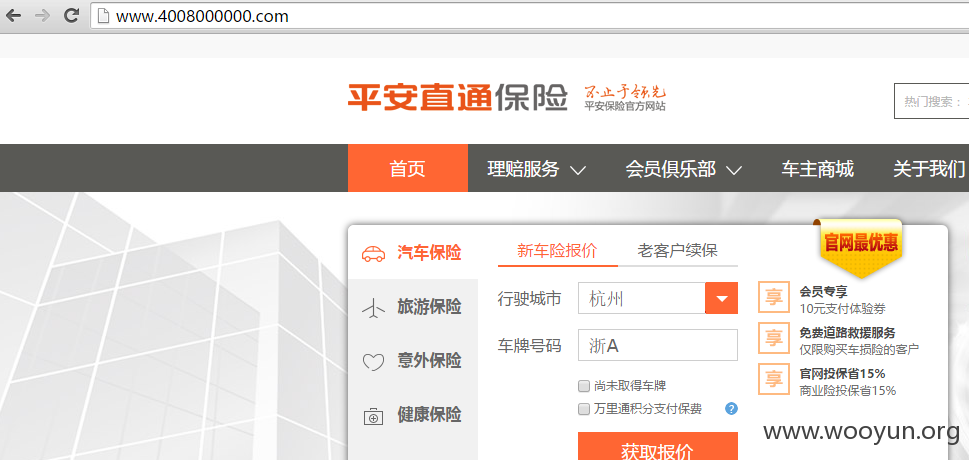 www.4008000000.com
平安直通保险
不止于领先
平安保险官方网站
热门搜索：
首页
理赔服务
会员俱乐部
车主商城
关于我们
汽车保险
旅游保险
意外保险
健康保险
新车险报价
老客户续保
行驶城市
杭州
车牌号码
浙A
尚未取得车牌
万里通积分支付保费
?
获取报价
官网最优惠
享
会员专享
10元支付体验券
享
免费道路救援服务
仅限购买车损险的客户
享
官网投保省15%
商业险投保省15%
www.wooyun.org